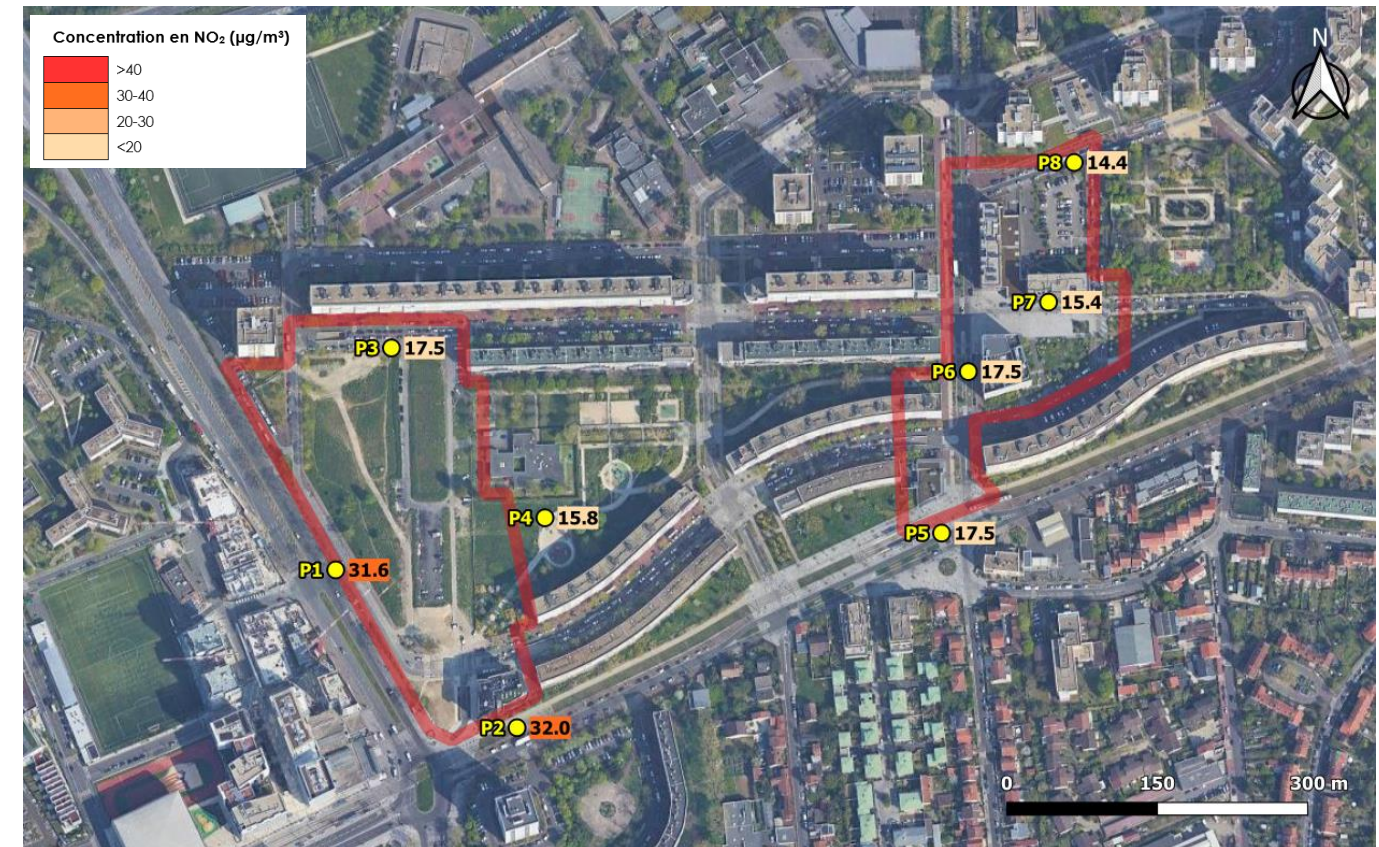 Concentration en NO₂ (µg/m³)
>40
30-40
20-30
<20
N
P8 14.4
P7 15.4
P3 17.5
P6 17.5
P4 15.8
P5 17.5
P1 31.6
P2 32.0
0 150 300 m